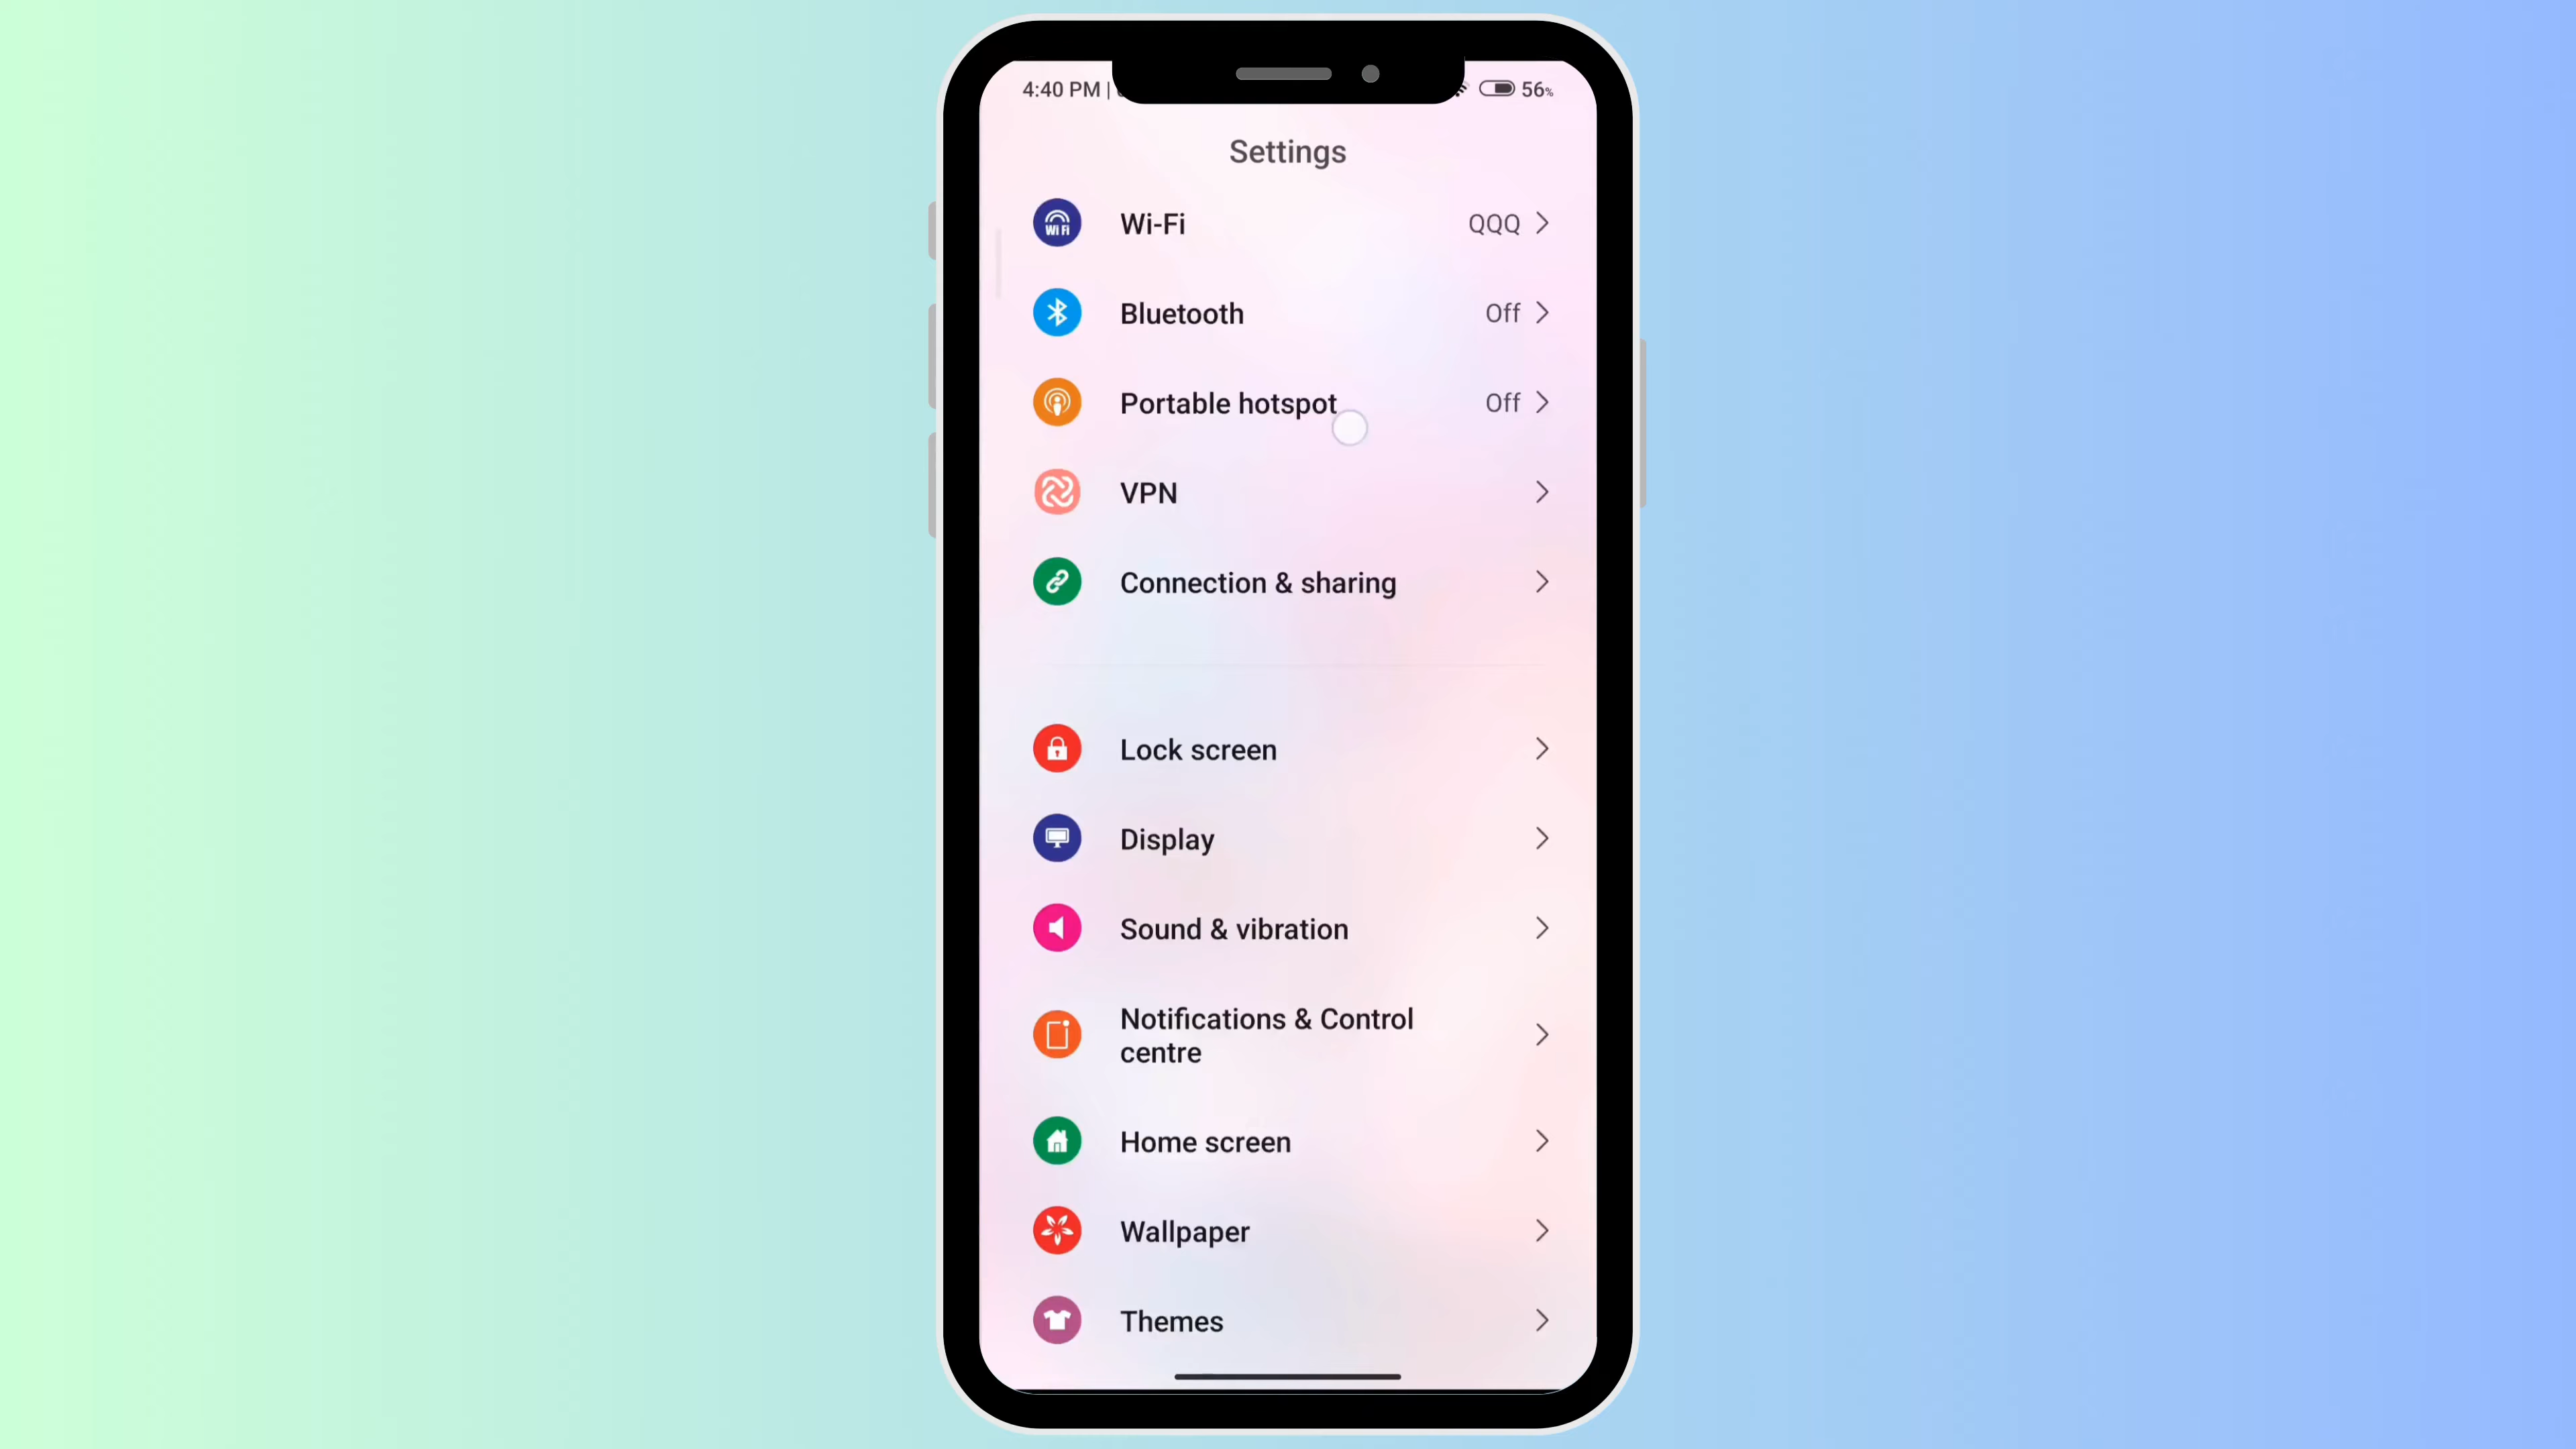 4:40 PM |
56%
Settings
Wi-Fi QQQ
Bluetooth Off
Portable hotspot Off
VPN
Connection & sharing
Lock screen
Display
Sound & vibration
Notifications & Control
centre
Home screen
Wallpaper
Themes